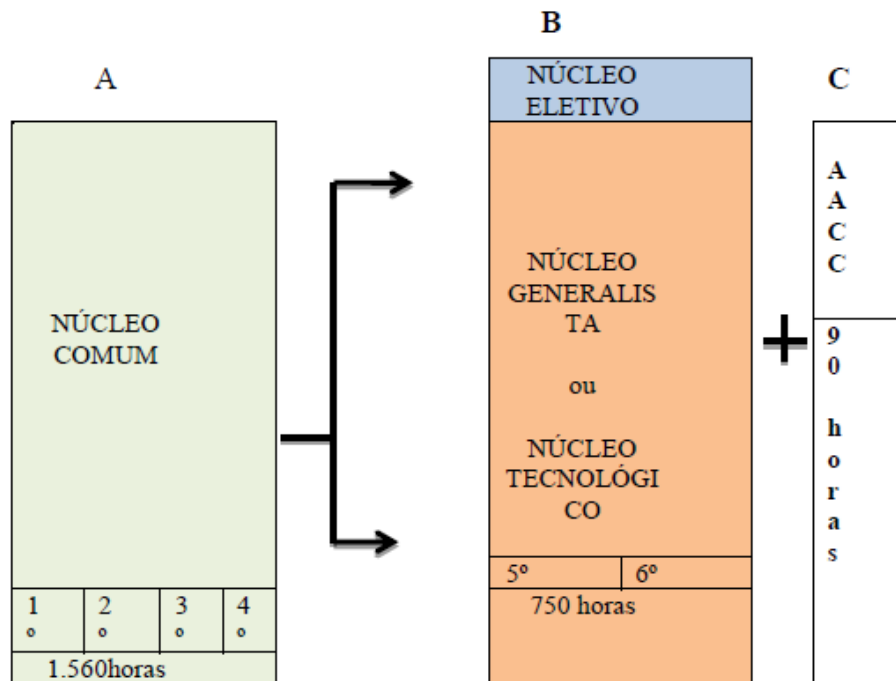 A
NÚCLEO
COMUM
1
º
2
º
3
º
4
º
1.560horas
B
NÚCLEO
ELETIVO
NÚCLEO
GENERALIS
TA
ou
NÚCLEO
TECNOLÓGI
CO
5º
6º
750 horas
C
A
A
C
C
9
0
h
o
r
a
s